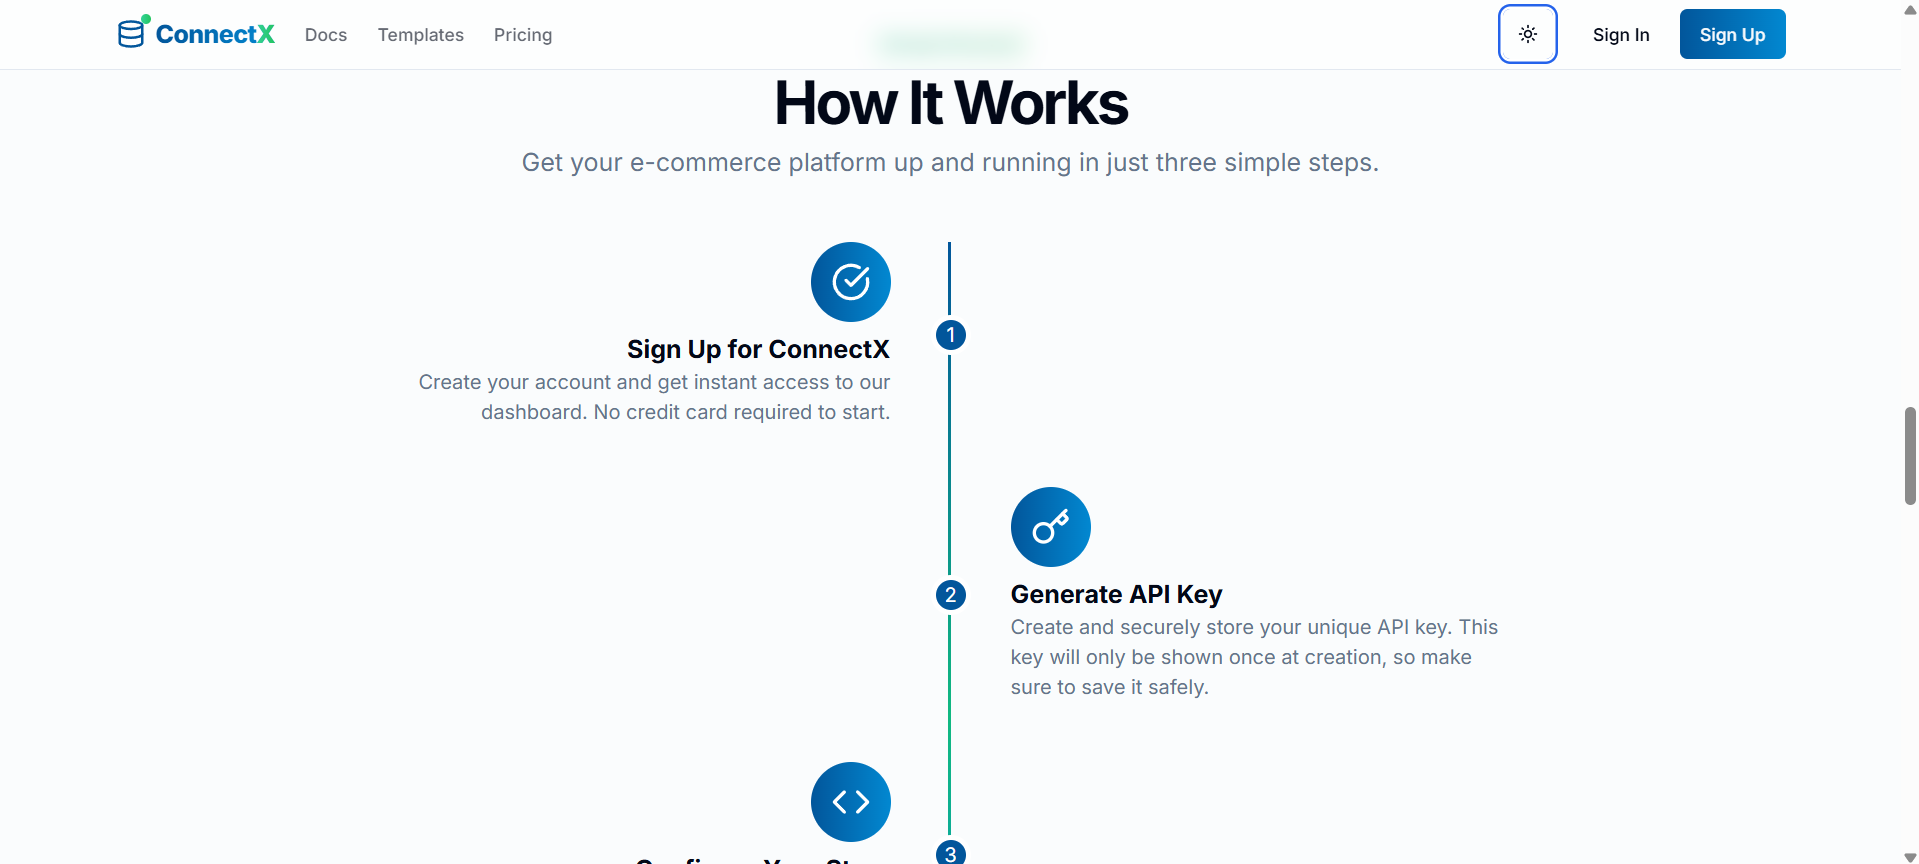 ConnectX
Docs
Templates
Pricing
Sign In
Sign Up
How It Works
Get your e-commerce platform up and running in just three simple steps.
1
Sign Up for ConnectX
Create your account and get instant access to our
dashboard. No credit card required to start.
2
Generate API Key
Create and securely store your unique API key. This
key will only be shown once at creation, so make
sure to save it safely.
3